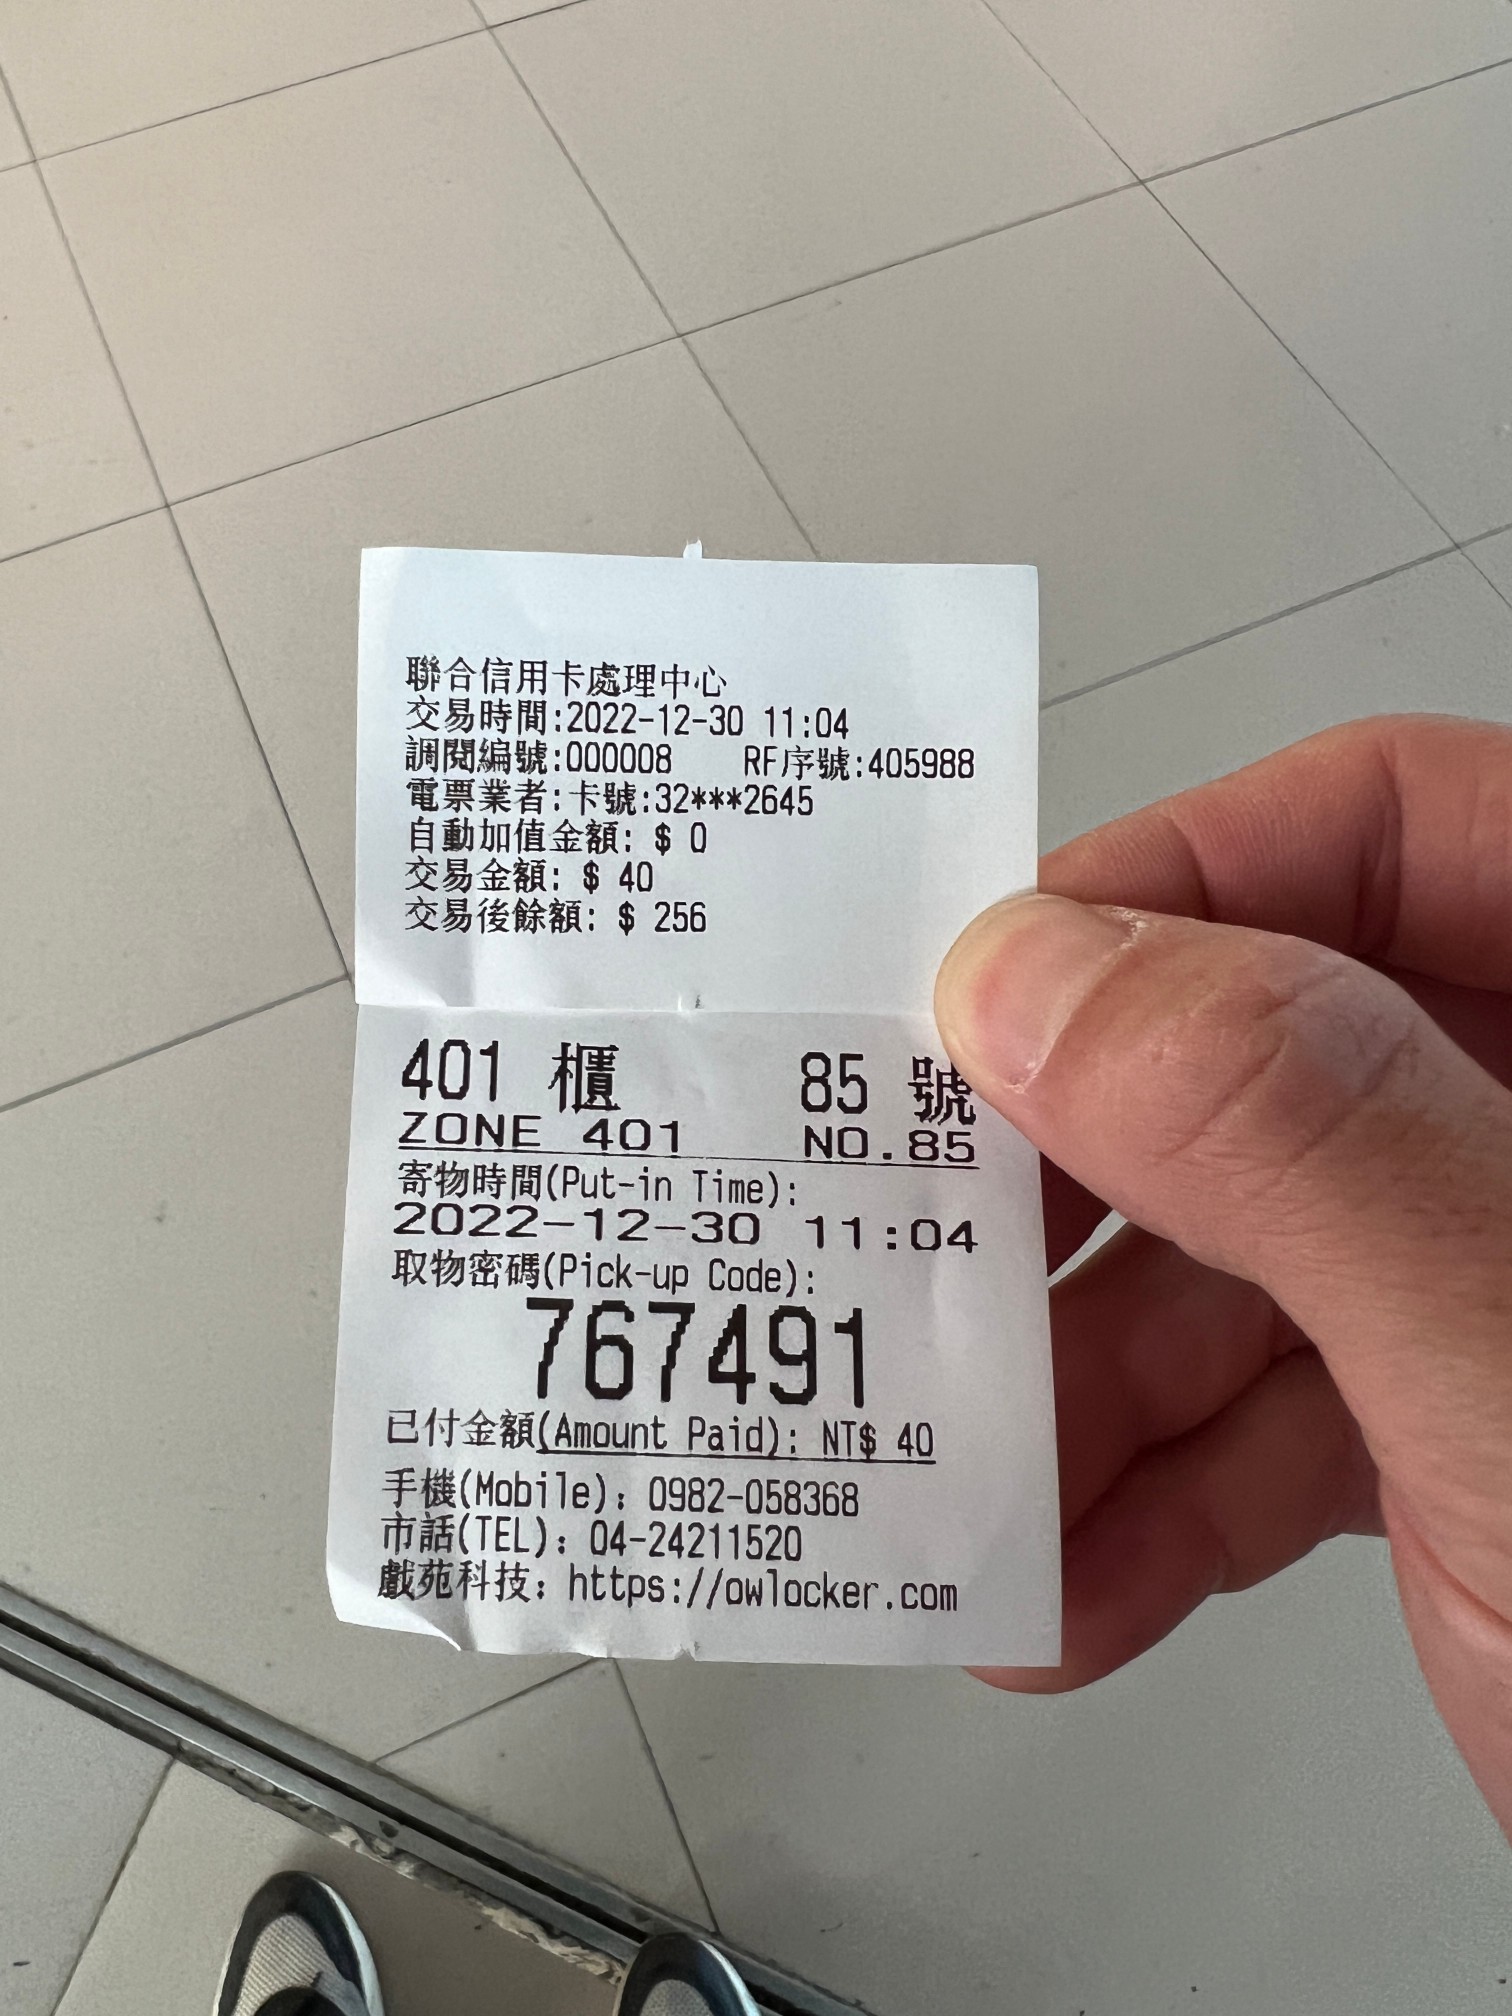 聯合信用卡處理中心
交易時間:2022-12-30 11:04
調閱編號:000008 RF序號:405988
電票業者:卡號:32***2645
自動加值金額: $ 0
交易金額: $ 40
交易後餘額: $ 256
401 櫃 85 號
ZONE 401 NO.85
寄物時間(Put-in Time):
2022-12-30 11:04
取物密碼(Pick-up Code):
767491
已付金額(Amount Paid): NT$ 40
手機(Mobile): 0982-058368
市話(TEL): 04-24211520
戲苑科技: https://owlocker.com